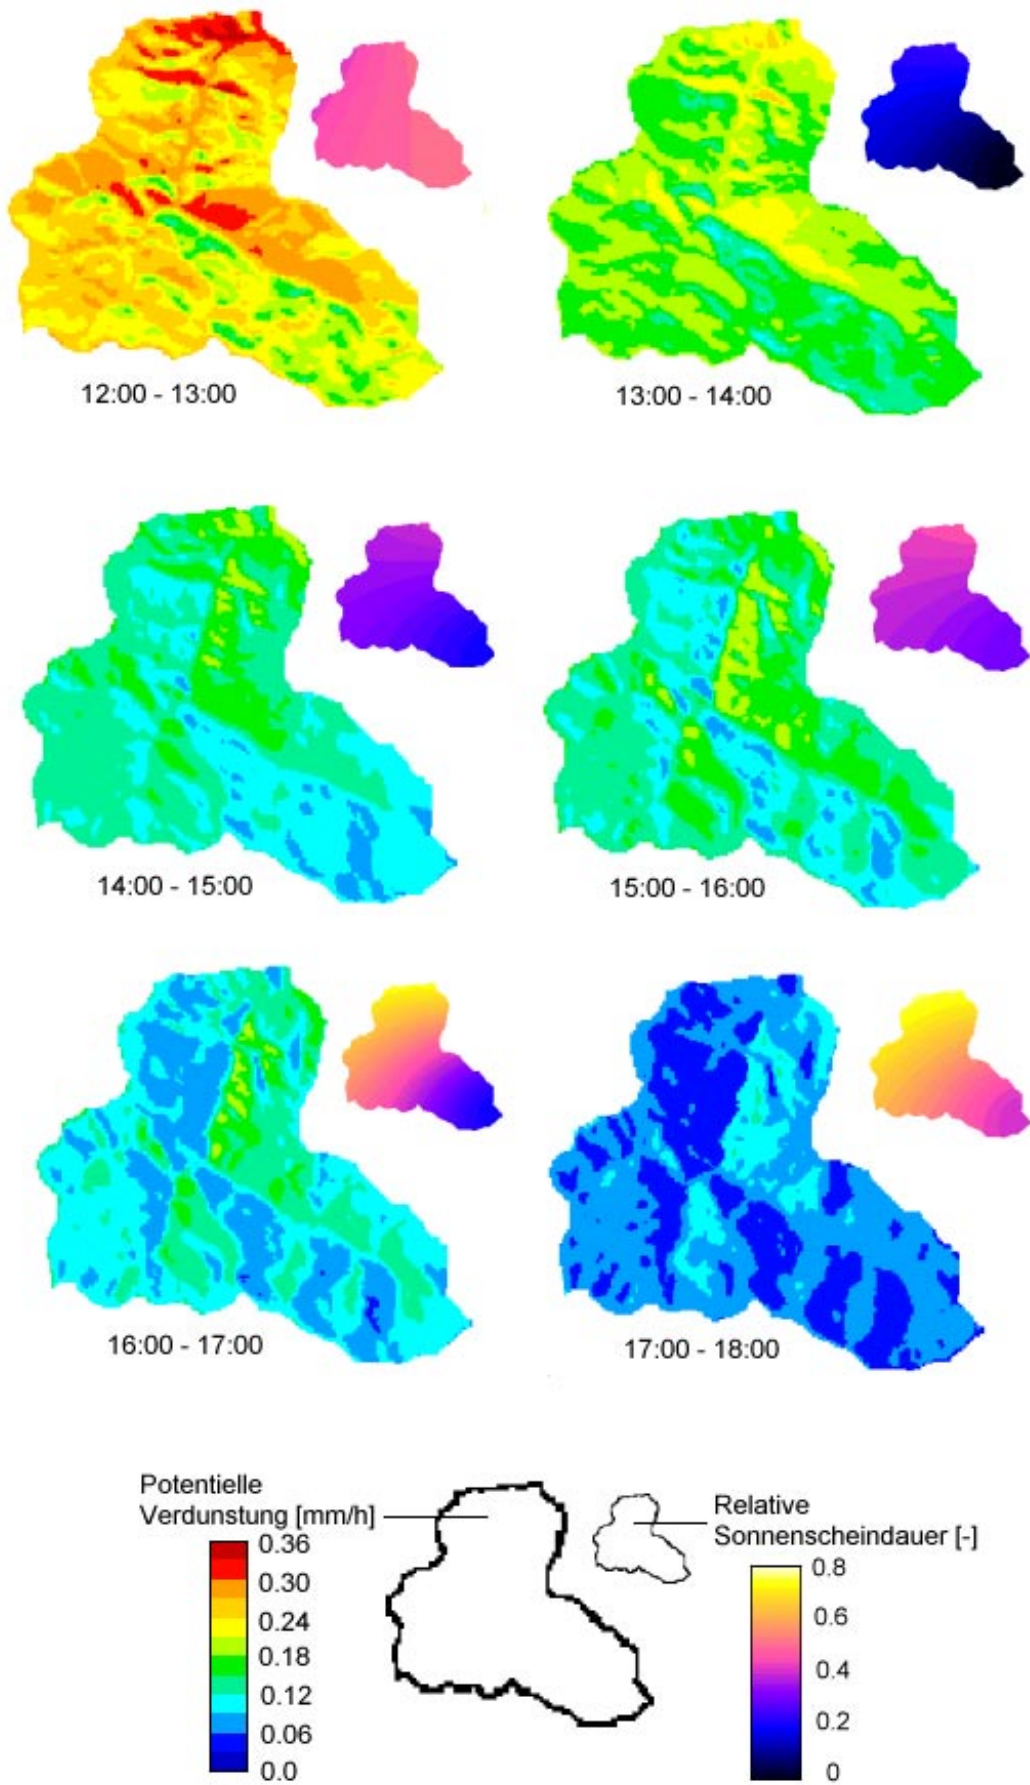 12:00 - 13:00
13:00 - 14:00
14:00 - 15:00
15:00 - 16:00
16:00 - 17:00
17:00 - 18:00
Potentielle
Verdunstung [mm/h]
0.36
0.30
0.24
0.18
0.12
0.06
0.0
Relative
Sonnenscheindauer [-]
0.8
0.6
0.4
0.2
0